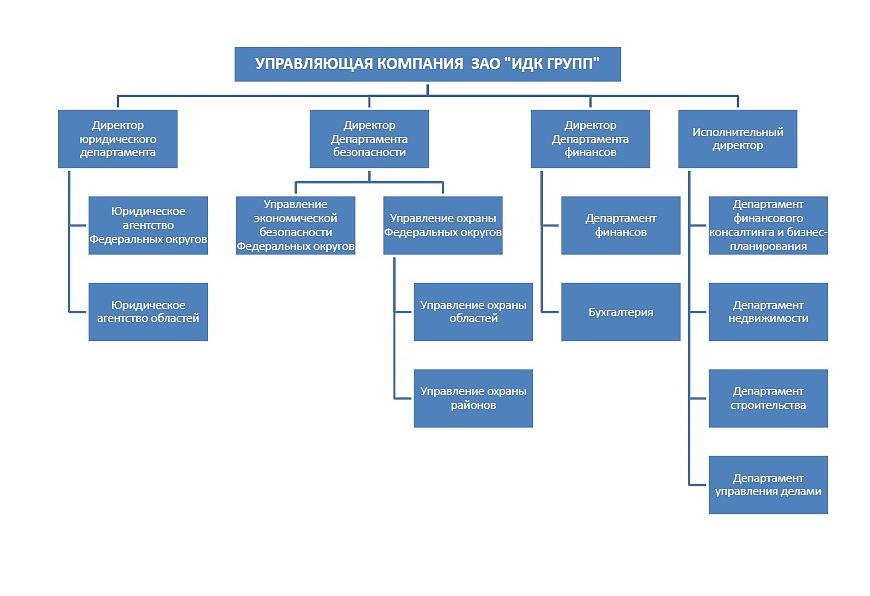 УПРАВЛЯЮЩАЯ КОМПАНИЯ ЗАО "ИДК ГРУПП"
Директор
юридического
департамента
Директор
Департамента
безопасности
Директор
Департамента
финансов
Исполнительный
директор
Юридическое
агентство
Федеральных округов
Управление
экономической
безопасности
Федеральных округов
Управление охраны
Федеральных округов
Департамент
финансов
Департамент
финансового
консалтинга и бизнес-
планирования
Юридическое
агентство областей
Управление охраны
областей
Бухгалтерия
Департамент
недвижимости
Управление охраны
районов
Департамент
строительства
Департамент
управления делами